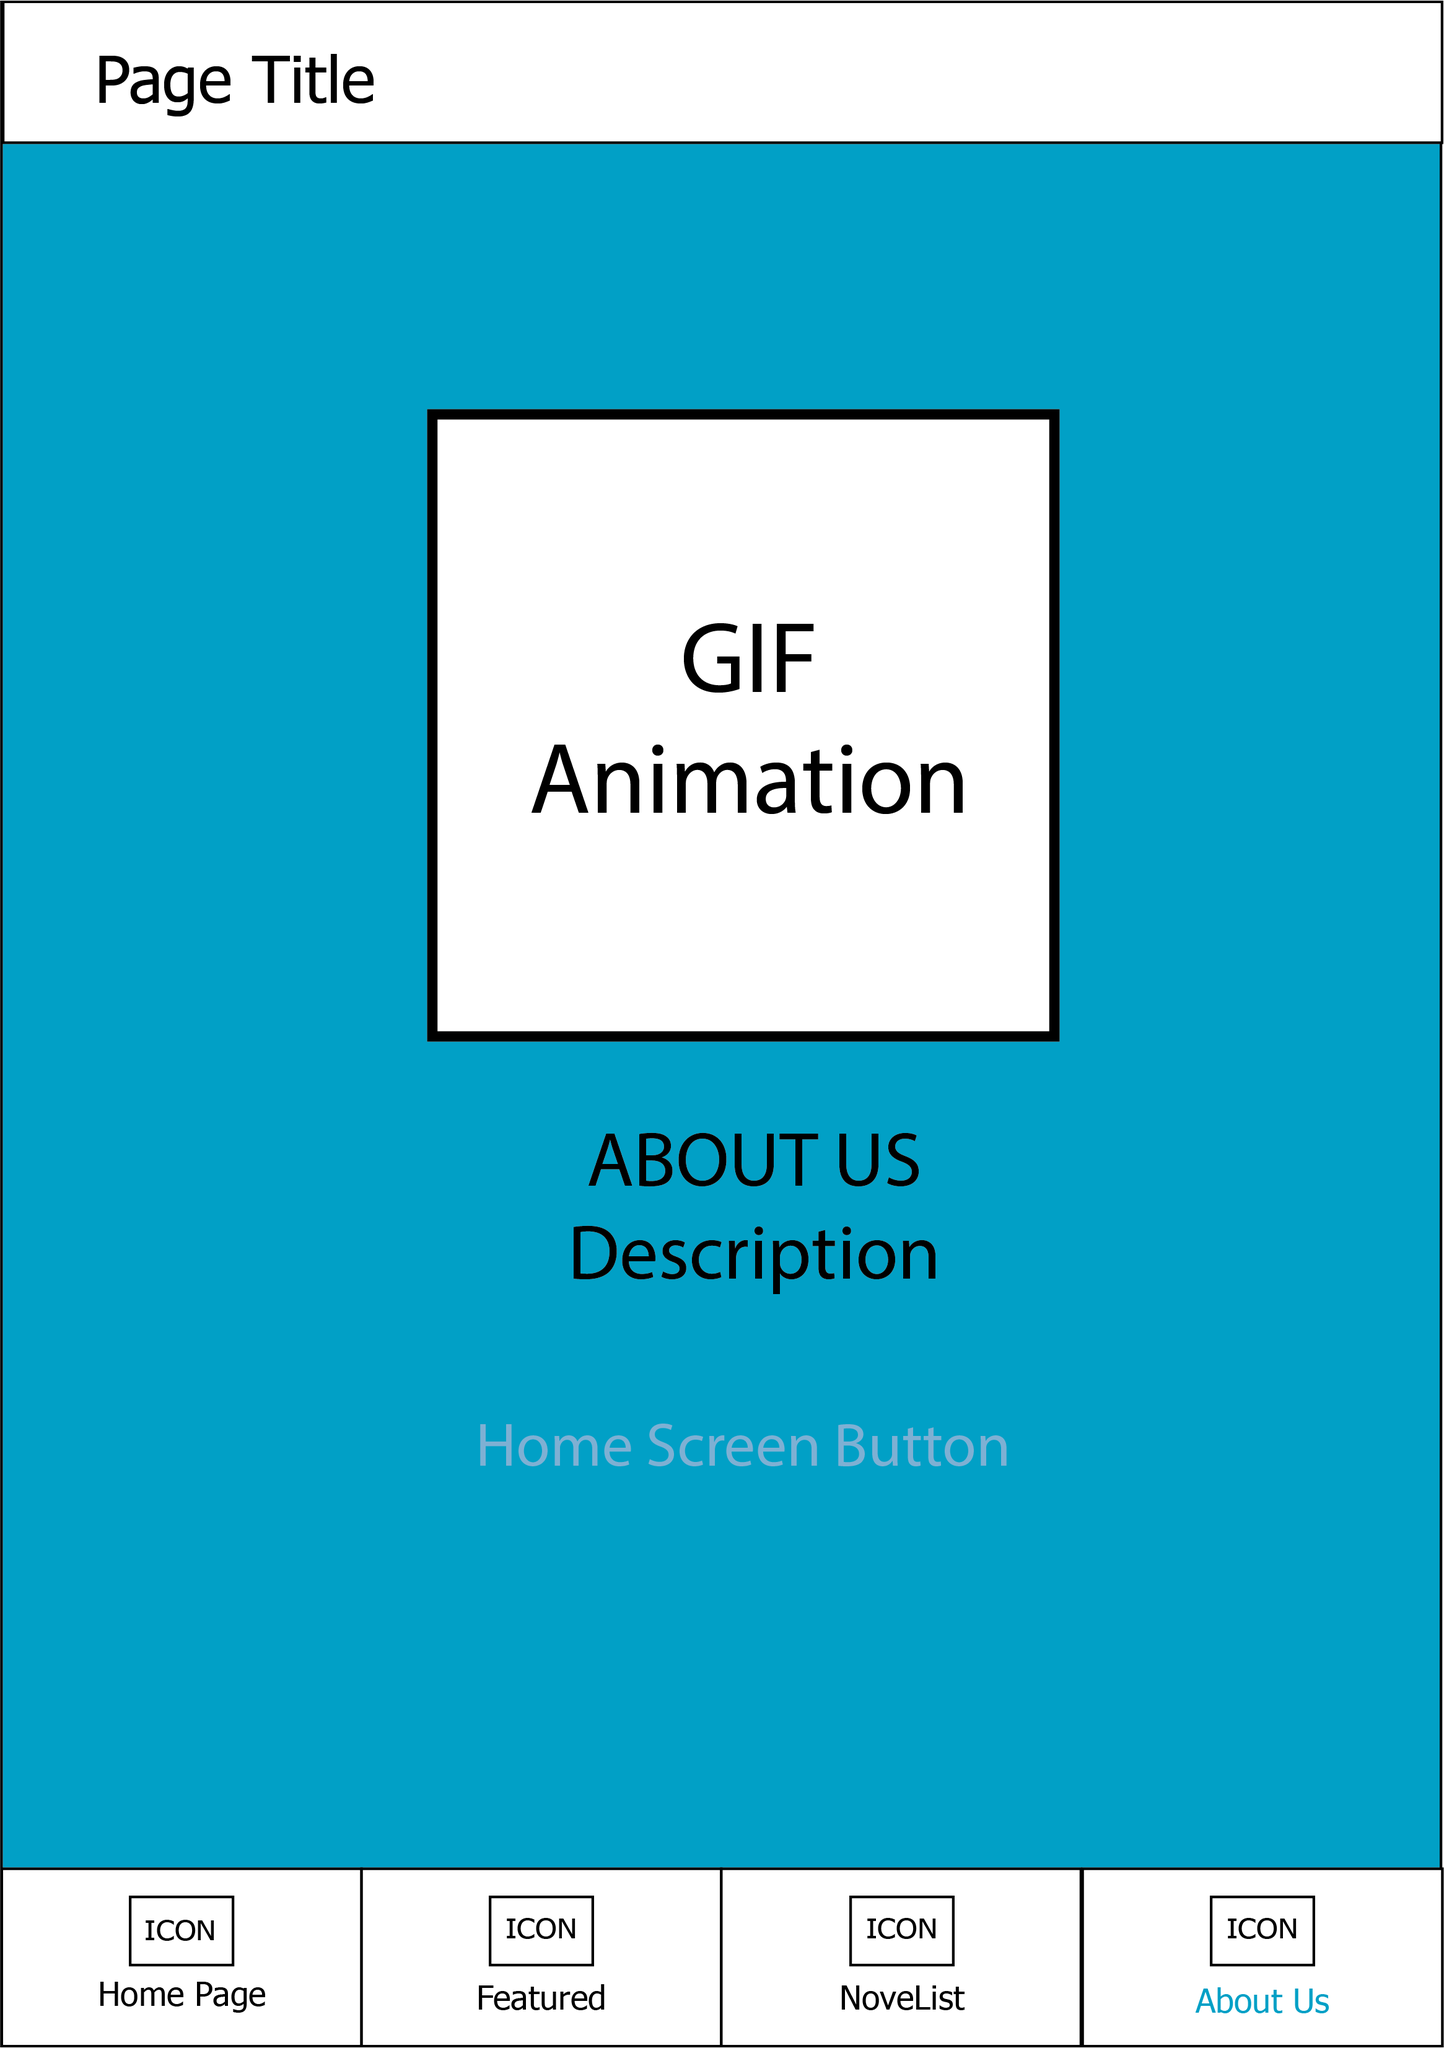 Page Title
GIF
Animation
ABOUT US
Description
Home Screen Button
ICON
Home Page
ICON
Featured
ICON
NoveList
ICON
About Us